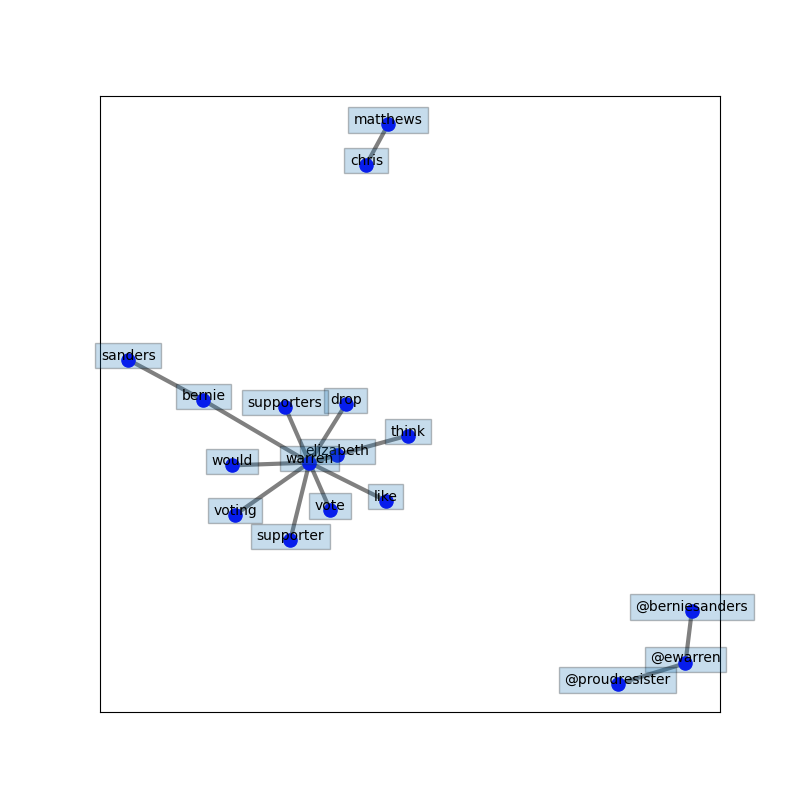 matthews
chris
sanders
bernie
supporters
drop
think
elizabeth
warren
would
like
vote
voting
supporter
@berniesanders
@ewarren
@proudresister